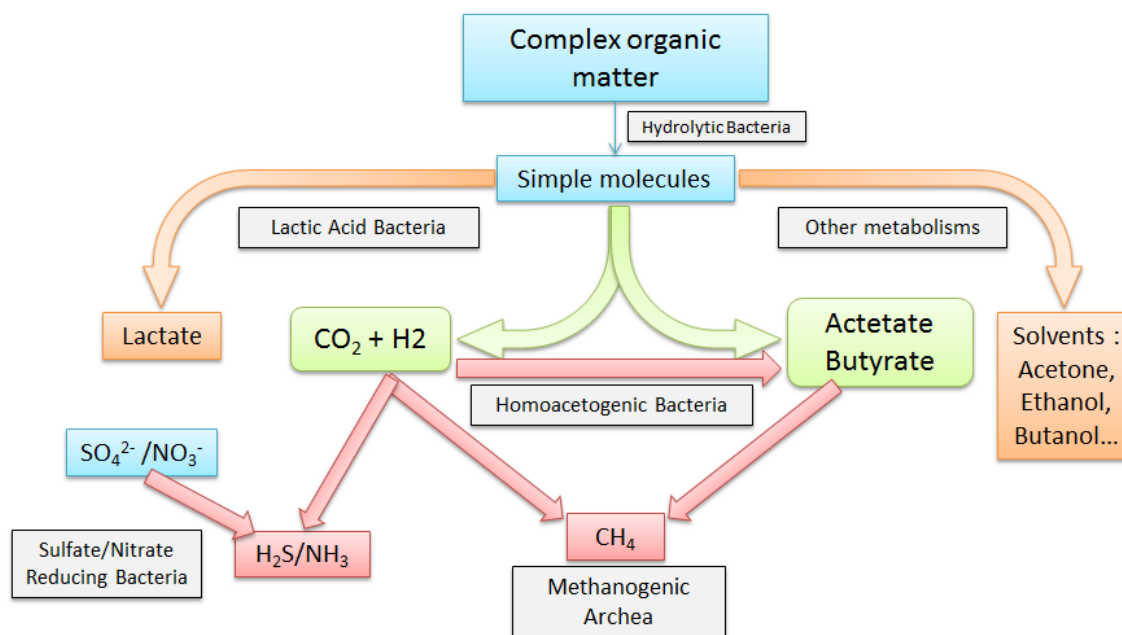 Complex organic
matter
Hydrolytic Bacteria
Simple molecules
Lactic Acid Bacteria
Other metabolisms
Lactate
CO₂ + H2
Actetate
Butyrate
Solvents :
Acetone,
Ethanol,
Butanol...
Homoacetogenic Bacteria
SO₄²⁻ /NO₃⁻
Sulfate/Nitrate
Reducing Bacteria
H₂S/NH₃
CH₄
Methanogenic
Archea